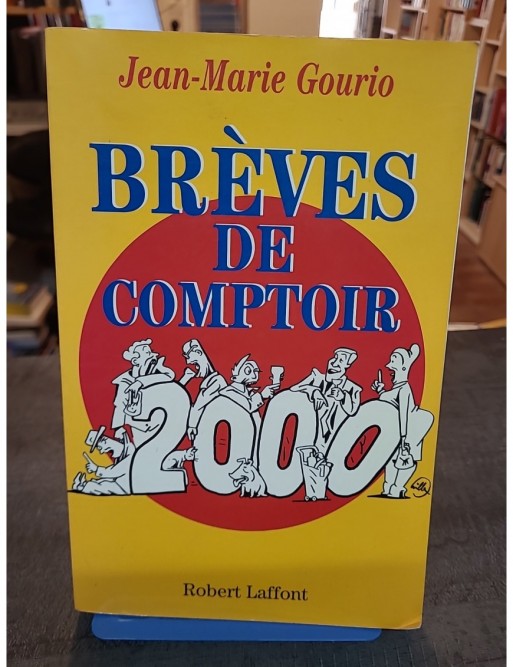 Jean-Marie Gourio
BRÈVES
DE
COMPTOIR
2000
Robert Laffont